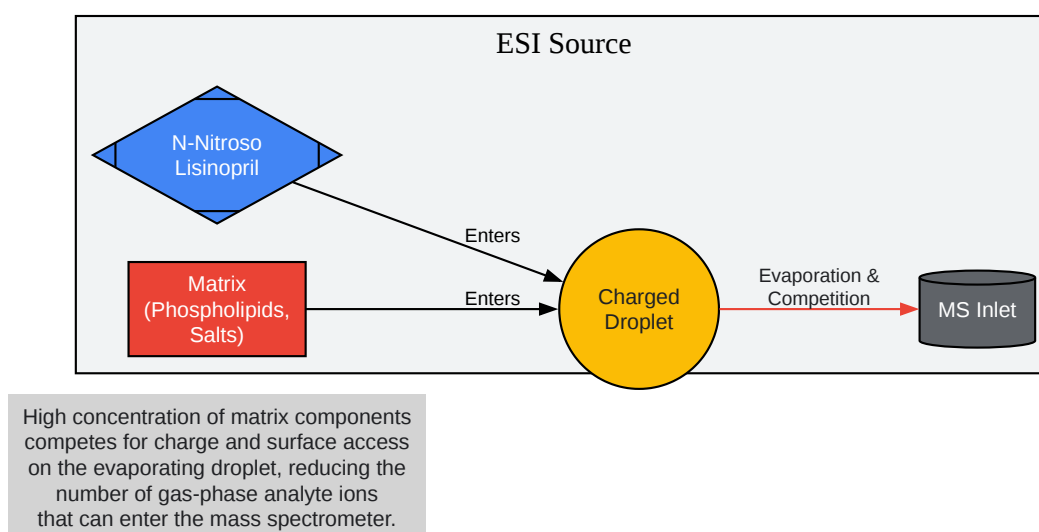 ESI Source
N-Nitroso
Lisinopril
Enters
Matrix
(Phospholipids,
Salts)
Enters
Charged
Droplet
Evaporation &
Competition
MS Inlet
High concentration of matrix components
competes for charge and surface access
on the evaporating droplet, reducing the
number of gas-phase analyte ions
that can enter the mass spectrometer.